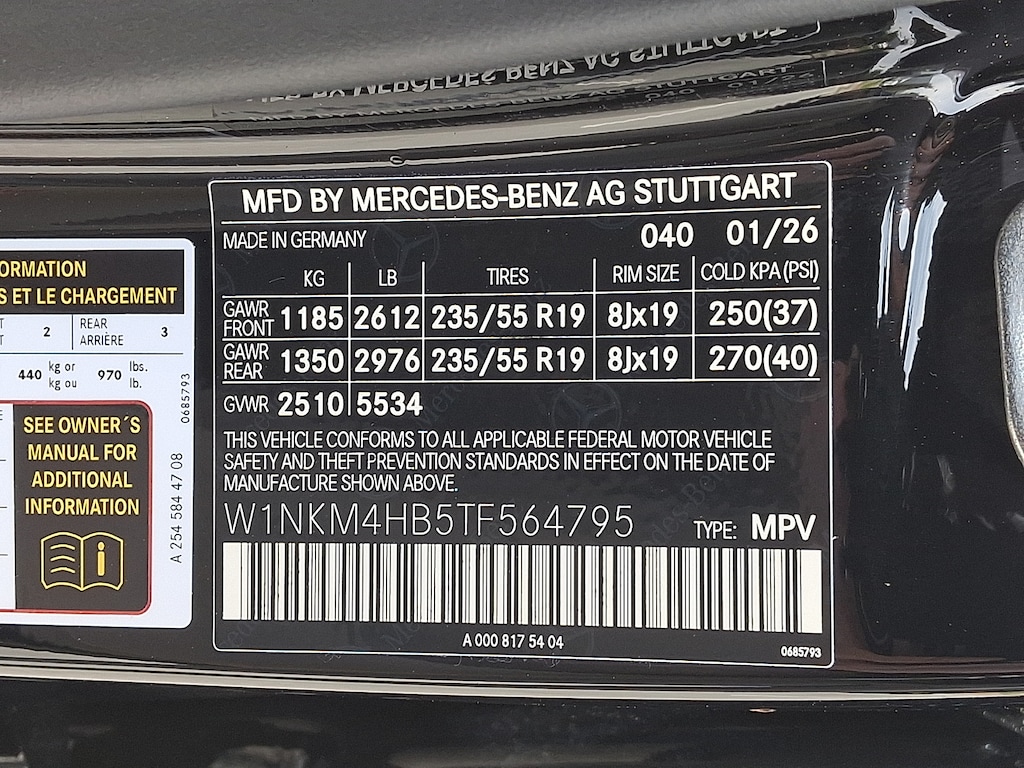 MFD BY MERCEDES-BENZ AG STUTTGART
MADE IN GERMANY 040 01/26
KG LB TIRES RIM SIZE COLD KPA (PSI)
GAWR FRONT 1185 2612 235/55 R19 8Jx19 250(37)
GAWR REAR 1350 2976 235/55 R19 8Jx19 270(40)
GVWR 2510 5534
THIS VEHICLE CONFORMS TO ALL APPLICABLE FEDERAL MOTOR VEHICLE
SAFETY AND THEFT PREVENTION STANDARDS IN EFFECT ON THE DATE OF
MANUFACTURE SHOWN ABOVE.
W1NKM4HB5TF564795 TYPE: MPV
A 000 817 54 04
0685793
ORMATION
S ET LE CHARGEMENT
2 REAR ARRIÈRE 3
440 kg or kg ou 970 lbs. lb.
SEE OWNER´S
MANUAL FOR
ADDITIONAL
INFORMATION
0685793
A 254 584 47 08